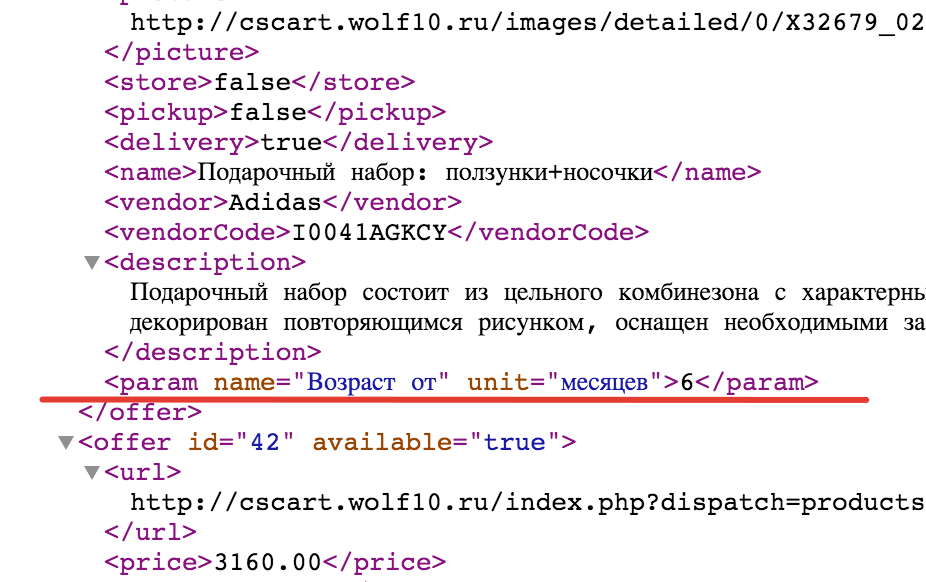 http://cscart.wolf10.ru/images/detailed/0/X32679_02
</picture>
<store>false</store>
<pickup>false</pickup>
<delivery>true</delivery>
<name>Подарочный набор: ползунки+носочки</name>
<vendor>Adidas</vendor>
<vendorCode>I0041AGKCY</vendorCode>
▼<description>
Подарочный набор состоит из цельного комбинезона с характерны
декорирован повторяющимся рисунком, оснащен необходимыми за
</description>
<param name="Возраст от" unit="месяцев">6</param>
</offer>
▼<offer id="42" available="true">
▼<url>
http://cscart.wolf10.ru/index.php?dispatch=products
</url>
<price>3160.00</price>